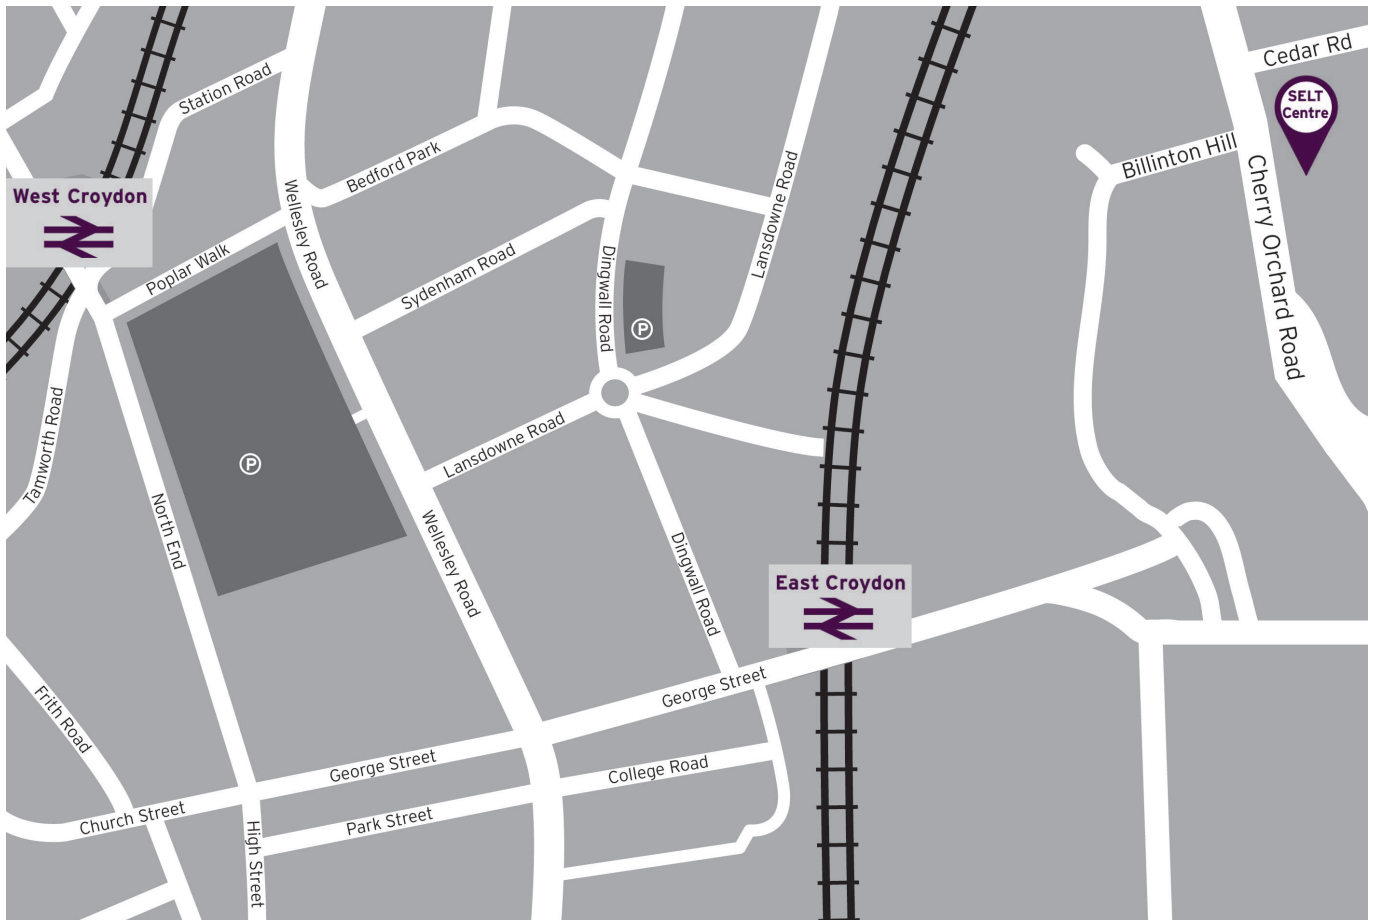 Cedar Rd
SELT
Centre
Station Road
Billinton Hill
Bedford Park
West Croydon
Wellesley Road
Cherry Orchard Road
Lansdowne Road
Poplar Walk
Sydenham Road
Dingwall Road
P
Tamworth Road
Lansdowne Road
P
North End
Wellesley Road
Dingwall Road
East Croydon
George Street
Frith Road
George Street
College Road
Church Street
Park Street
High Street